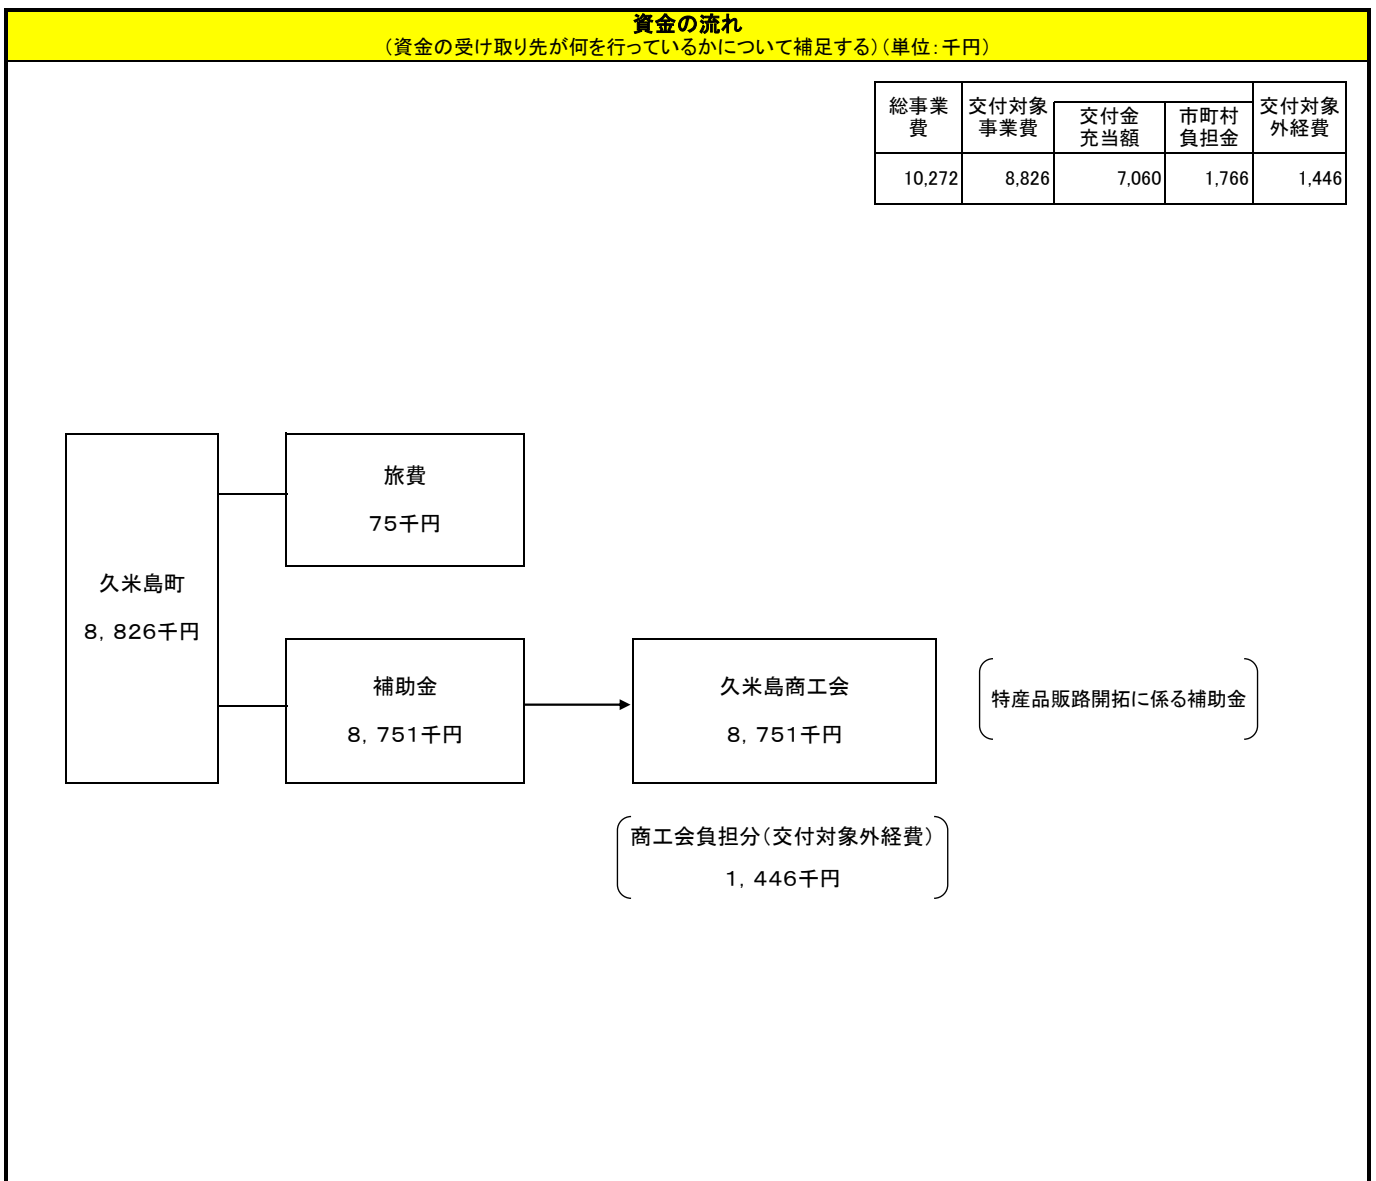 資金の流れ
（資金の受け取り先が何を行っているかについて補足する）（単位：千円）
総事業
費
交付対象
事業費
交付金
充当額
市町村
負担金
交付対象
外経費
10,272 8,826 7,060 1,766 1,446
旅費
75千円
久米島町
8，826千円
補助金
8，751千円
久米島商工会
8，751千円
特産品販路開拓に係る補助金
商工会負担分（交付対象外経費）
1，446千円